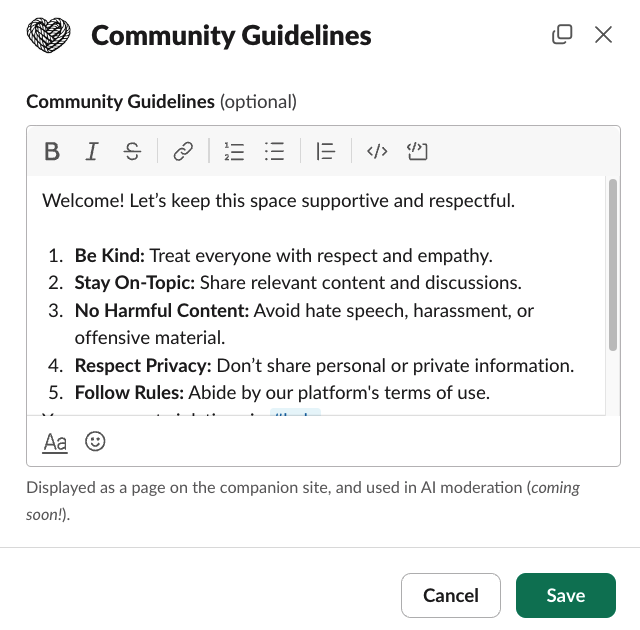 Community Guidelines
Community Guidelines (optional)
Welcome! Let’s keep this space supportive and respectful.
1. Be Kind: Treat everyone with respect and empathy.
2. Stay On-Topic: Share relevant content and discussions.
3. No Harmful Content: Avoid hate speech, harassment, or
offensive material.
4. Respect Privacy: Don’t share personal or private information.
5. Follow Rules: Abide by our platform's terms of use.
Aa
Displayed as a page on the companion site, and used in AI moderation (coming
soon!).
Cancel
Save